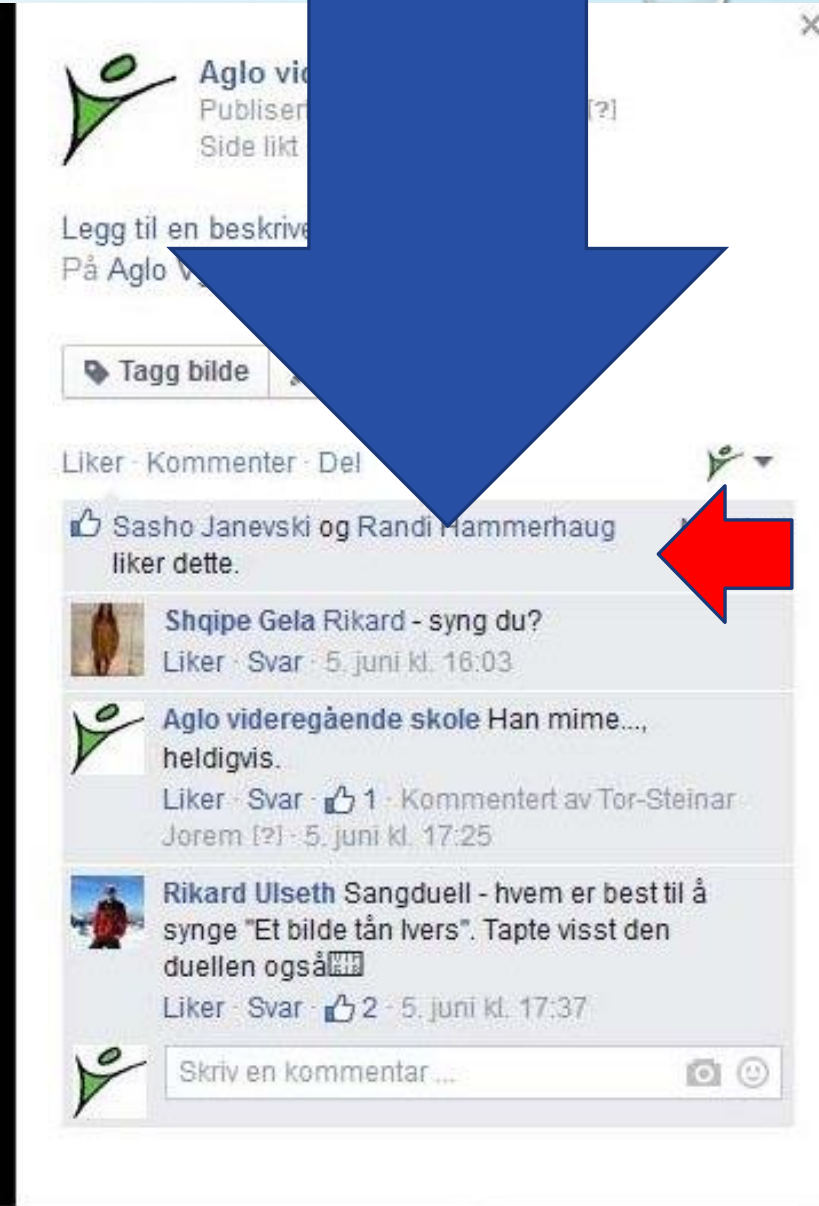 Aglo
[?]
Side likt
Legg til en
På Aglo
Tagg bilde
Liker · Kommenter · Del
Sasho Janevski og Randi Hammerhaug
liker dette.
Shqipe Gela Rikard - syng du?
Liker · Svar · 5. juni kl. 16:03
Aglo videregående skole Han mime...,
heldigvis.
Liker · Svar · 1 · Kommentert av Tor-Steinar
Jorem [?] · 5. juni kl. 17:25
Rikard Ulseth Sangduell - hvem er best til å
synge "Et bilde tån Ivers". Tapte visst den
duellen også
Liker · Svar · 2 · 5. juni kl. 17:37
Skriv en kommentar ...